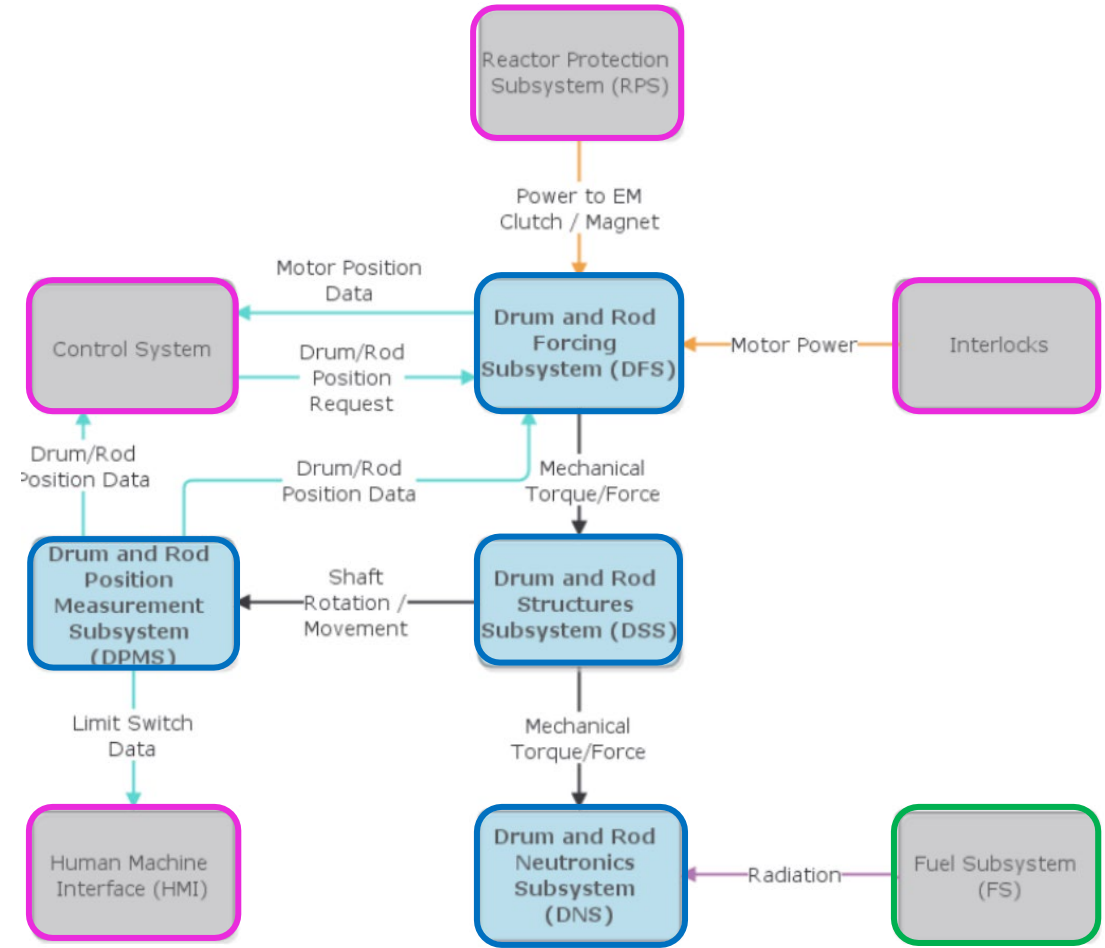 Reactor Protection
Subsystem (RPS)
Power to EM
Clutch / Magnet
Motor Position
Data
Control System
Drum/Rod
Position
Request
Drum and Rod
Forcing
Subsystem (DFS)
Motor Power
Interlocks
Drum/Rod
Position Data
Drum/Rod
Position Data
Mechanical
Torque/Force
Drum and Rod
Position
Measurement
Subsystem
(DPMS)
Shaft
Rotation /
Movement
Drum and Rod
Structures
Subsystem (DSS)
Limit Switch
Data
Mechanical
Torque/Force
Human Machine
Interface (HMI)
Drum and Rod
Neutronics
Subsystem
(DNS)
Radiation
Fuel Subsystem
(FS)